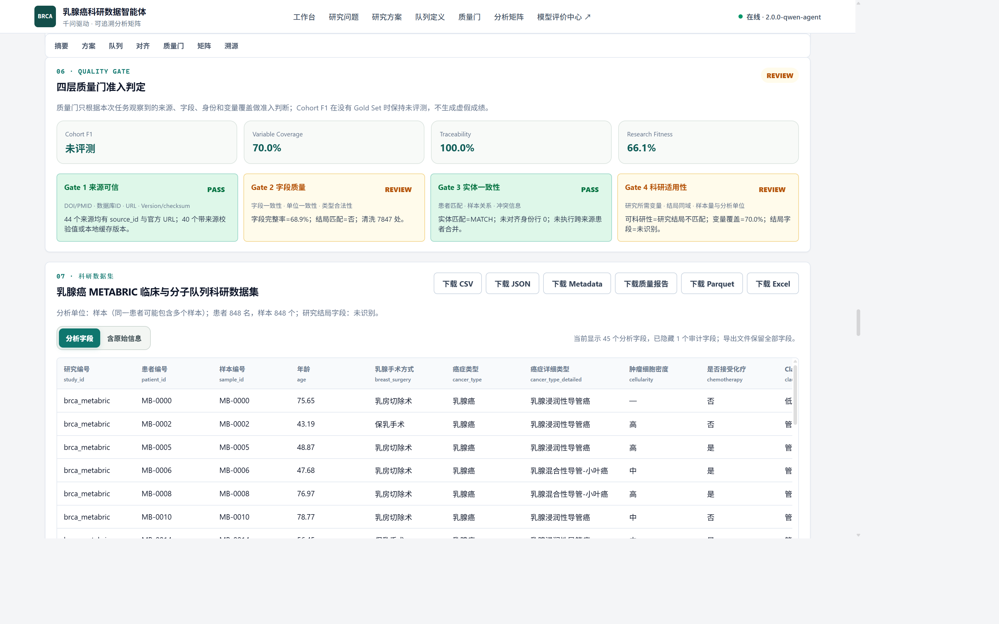 BRCA
乳腺癌科研数据智能体
千问驱动 · 可追溯分析矩阵
工作台 研究问题 研究方案 队列定义 质量门 分析矩阵 模型评价中心 ↗
在线 · 2.0.0-qwen-agent
摘要 方案 队列 对齐 质量门 矩阵 溯源
06 · QUALITY GATE
REVIEW
四层质量门准入判定
质量门只根据本次任务观察到的来源、字段、身份和变量覆盖做准入判断；Cohort F1 在没有 Gold Set 时保持未评测，不生成虚假成绩。
Cohort F1
未评测
Variable Coverage
70.0%
Traceability
100.0%
Research Fitness
66.1%
Gate 1 来源可信
PASS
DOI/PMID · 数据库ID · URL · Version/checksum
44 个来源均有 source_id 与官方 URL；40 个带来源校
验值或本地缓存版本。
Gate 2 字段质量
REVIEW
字段一致性 · 单位一致性 · 类型合法性
字段完整率=68.9%；结局匹配=否；清洗 7847 处。
Gate 3 实体一致性
PASS
患者匹配 · 样本关系 · 冲突信息
实体匹配=MATCH；未对齐身份行 0；未执行跨来源患
者合并。
Gate 4 科研适用性
REVIEW
研究所需变量 · 结局同域 · 样本量与分析单位
可科研性=研究结局不匹配；变量覆盖=70.0%；结局字
段=未识别。
07 · 科研数据集
乳腺癌 METABRIC 临床与分子队列科研数据集
下载 CSV 下载 JSON 下载 Metadata 下载质量报告 下载 Parquet 下载 Excel
分析单位：样本（同一患者可能包含多个样本）；患者 848 名，样本 848 个；研究结局字段：未识别。
分析字段 含原始信息
当前显示 45 个分析字段，已隐藏 1 个审计字段；导出文件保留全部字段。
研究编号 患者编号 样本编号 年龄 乳腺手术方式 癌症类型 癌症详细类型 肿瘤细胞密度 是否接受化疗
study_id patient_id sample_id age breast_surgery cancer_type cancer_type_detailed cellularity chemotherapy
brca_metabric MB-0000 MB-0000 75.65 乳房切除术 乳腺癌 乳腺浸润性导管癌 — 否 低
brca_metabric MB-0002 MB-0002 43.19 保乳手术 乳腺癌 乳腺浸润性导管癌 高 否 管
brca_metabric MB-0005 MB-0005 48.87 乳房切除术 乳腺癌 乳腺浸润性导管癌 高 是 管
brca_metabric MB-0006 MB-0006 47.68 乳房切除术 乳腺癌 乳腺混合性导管-小叶癌 中 是 管
brca_metabric MB-0008 MB-0008 76.97 乳房切除术 乳腺癌 乳腺混合性导管-小叶癌 高 是 管
brca_metabric MB-0010 MB-0010 78.77 乳房切除术 乳腺癌 乳腺浸润性导管癌 中 否 管